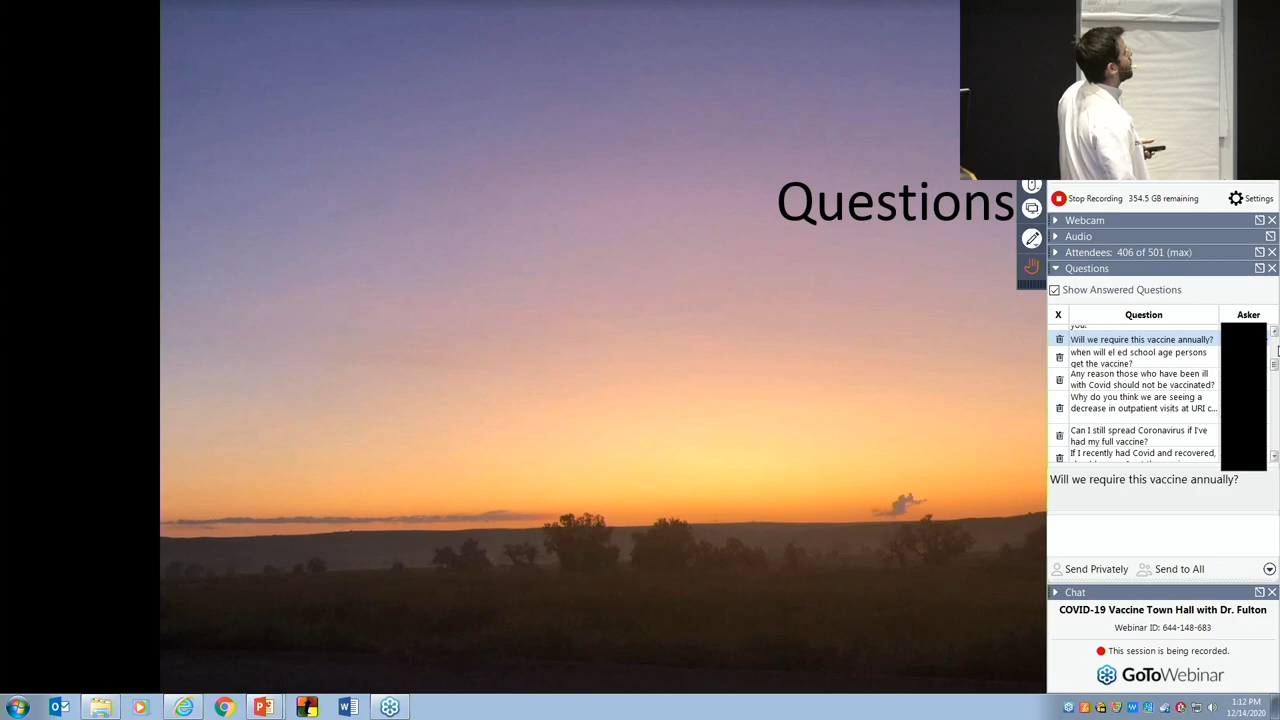 Questions
Stop Recording 354.5 GB remaining
Settings
Webcam
Audio
Attendees: 406 of 501 (max)
Questions
Show Answered Questions
X Question Asker
you!
Will we require this vaccine annually?
when will el ed school age persons
get the vaccine?
Any reason those who have been ill
with Covid should not be vaccinated?
Why do you think we are seeing a
decrease in outpatient visits at URI c...
Can I still spread Coronavirus if I've
had my full vaccine?
If I recently had Covid and recovered,
Will we require this vaccine annually?
Send Privately Send to All
Chat
COVID-19 Vaccine Town Hall with Dr. Fulton
Webinar ID: 644-148-683
This session is being recorded.
GoToWebinar
1:12 PM
12/14/2020